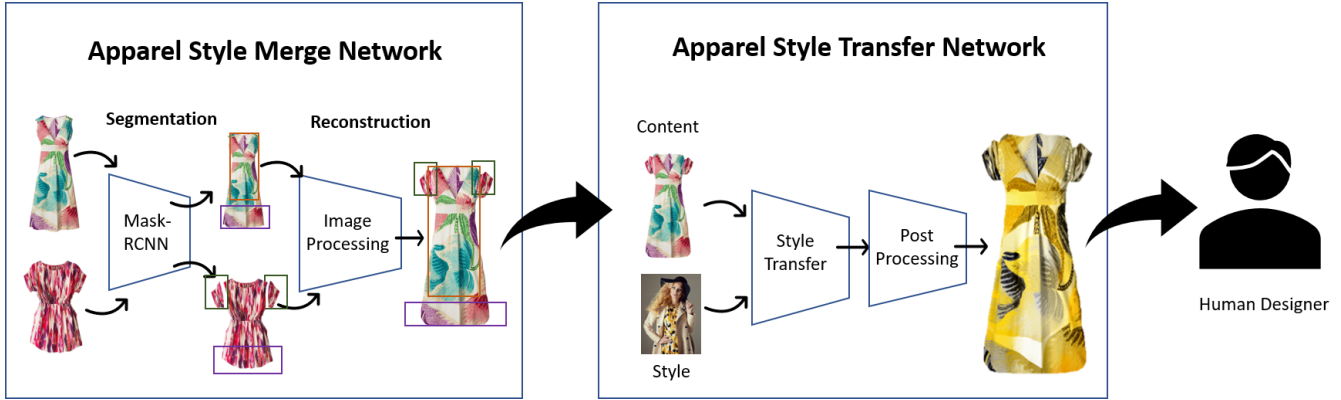 Apparel Style Merge Network
Segmentation
Reconstruction
Mask-
RCNN
Image
Processing
Apparel Style Transfer Network
Content
Style
Transfer
Post
Processing
Style
Human Designer